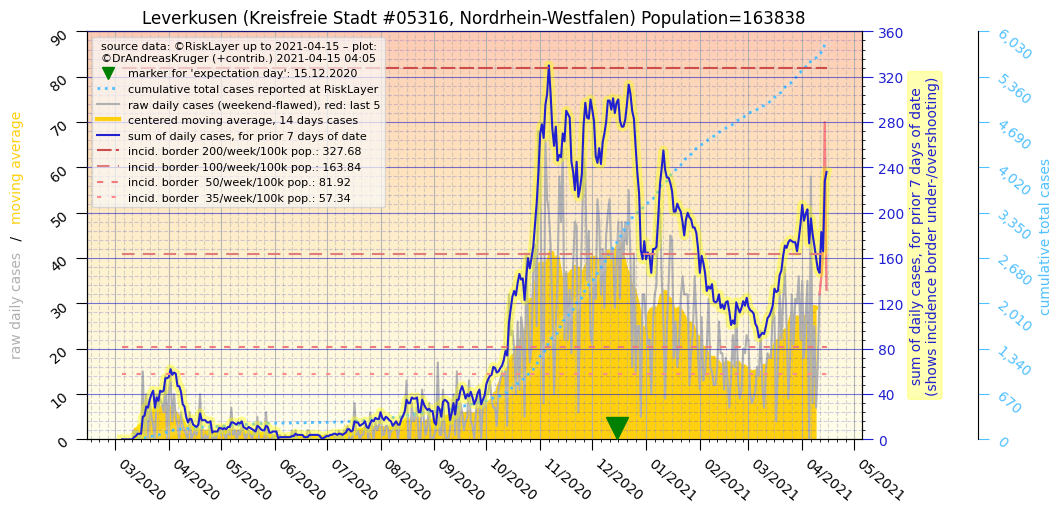 Leverkusen (Kreisfreie Stadt #05316, Nordrhein-Westfalen) Population=163838
source data: ©RiskLayer up to 2021-04-15 – plot:
©DrAndreasKruger (+contrib.) 2021-04-15 04:05
marker for 'expectation day': 15.12.2020
cumulative total cases reported at RiskLayer
raw daily cases (weekend-flawed), red: last 5
centered moving average, 14 days cases
sum of daily cases, for prior 7 days of date
incid. border 200/week/100k pop.: 327.68
incid. border 100/week/100k pop.: 163.84
incid. border  50/week/100k pop.: 81.92
incid. border  35/week/100k pop.: 57.34
raw daily cases  /  moving average
90
80
70
60
50
40
30
20
10
0
03/2020
04/2020
05/2020
06/2020
07/2020
08/2020
09/2020
10/2020
11/2020
12/2020
01/2021
02/2021
03/2021
04/2021
05/2021
360
320
280
240
200
160
120
80
40
0
sum of daily cases, for prior 7 days of date
(shows incidence border under-/overshooting)
6,030
5,360
4,690
4,020
3,350
2,680
2,010
1,340
670
0
cumulative total cases